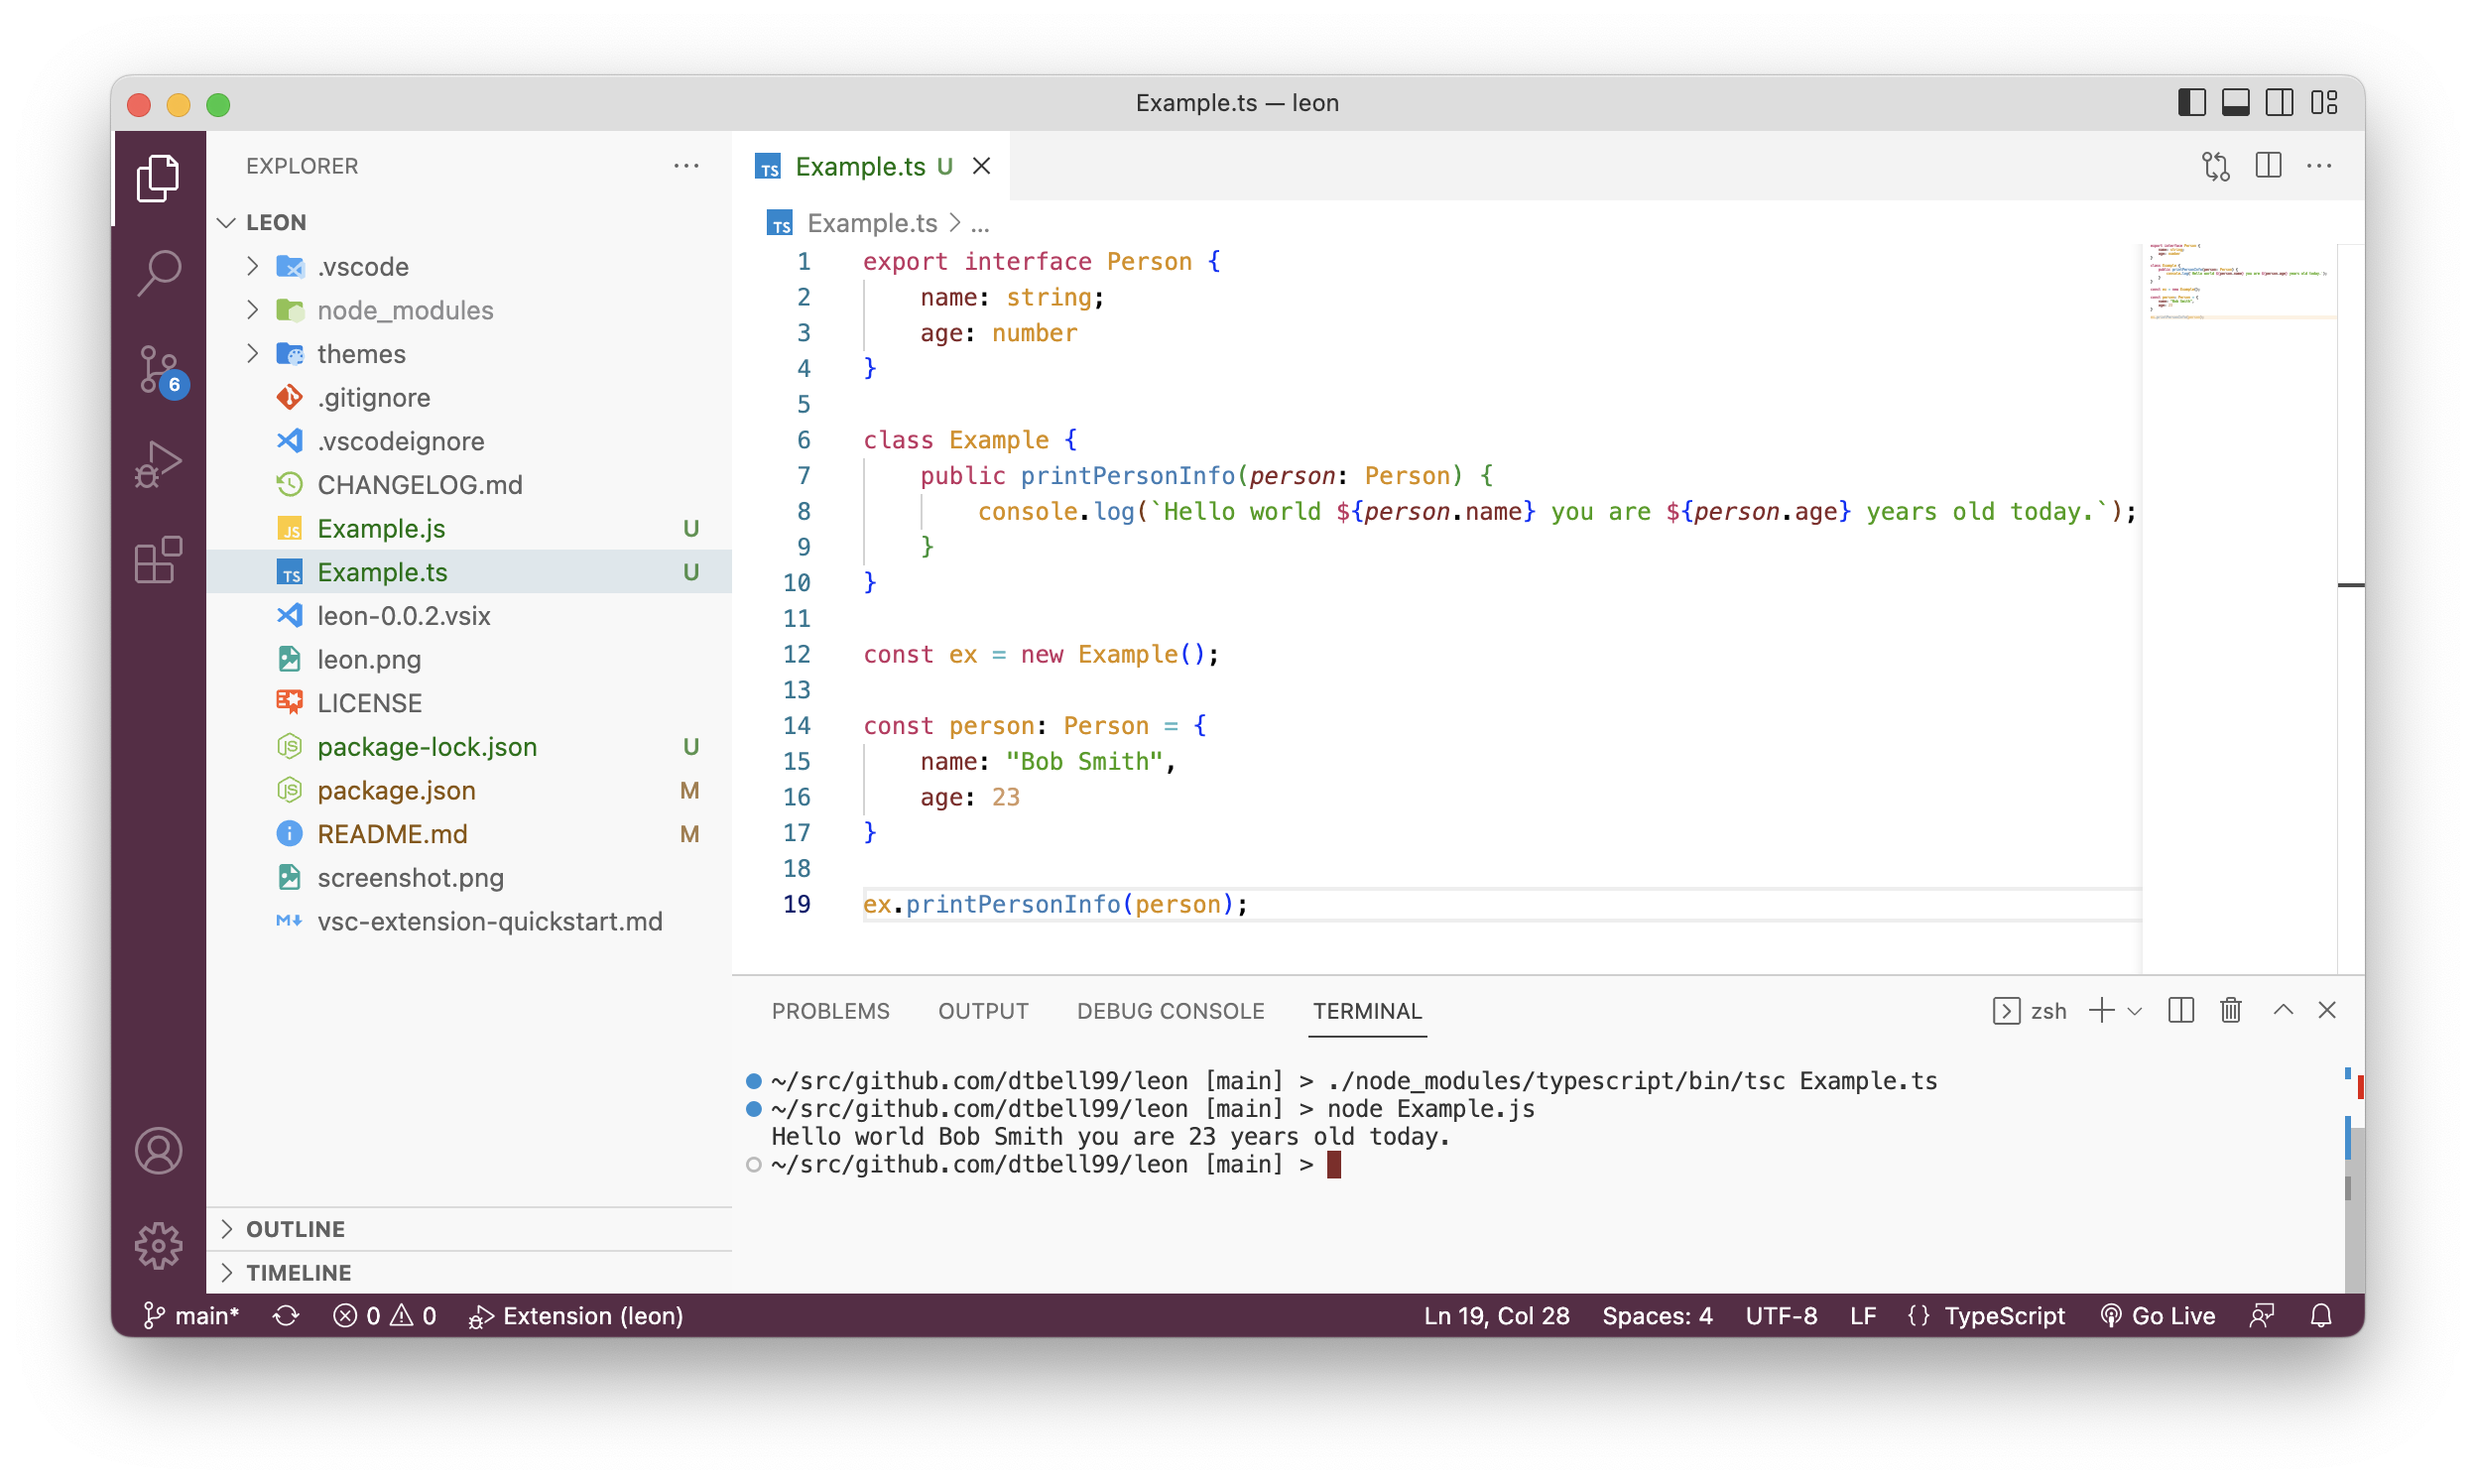 Example.ts — leon
EXPLORER
LEON
.vscode
node_modules
themes
.gitignore
.vscodeignore
CHANGELOG.md
Example.js U
Example.ts U
leon-0.0.2.vsix
leon.png
LICENSE
package-lock.json U
package.json M
README.md M
screenshot.png
vsc-extension-quickstart.md
OUTLINE
TIMELINE
6
Example.ts U
Example.ts > ...
1 export interface Person {
2     name: string;
3     age: number
4 }
5
6 class Example {
7     public printPersonInfo(person: Person) {
8         console.log(`Hello world ${person.name} you are ${person.age} years old today.`);
9     }
10 }
11
12 const ex = new Example();
13
14 const person: Person = {
15     name: "Bob Smith",
16     age: 23
17 }
18
19 ex.printPersonInfo(person);
PROBLEMS OUTPUT DEBUG CONSOLE TERMINAL zsh
~/src/github.com/dtbell99/leon [main] > ./node_modules/typescript/bin/tsc Example.ts
~/src/github.com/dtbell99/leon [main] > node Example.js
Hello world Bob Smith you are 23 years old today.
~/src/github.com/dtbell99/leon [main] >
main* 0 0 Extension (leon) Ln 19, Col 28 Spaces: 4 UTF-8 LF {} TypeScript Go Live